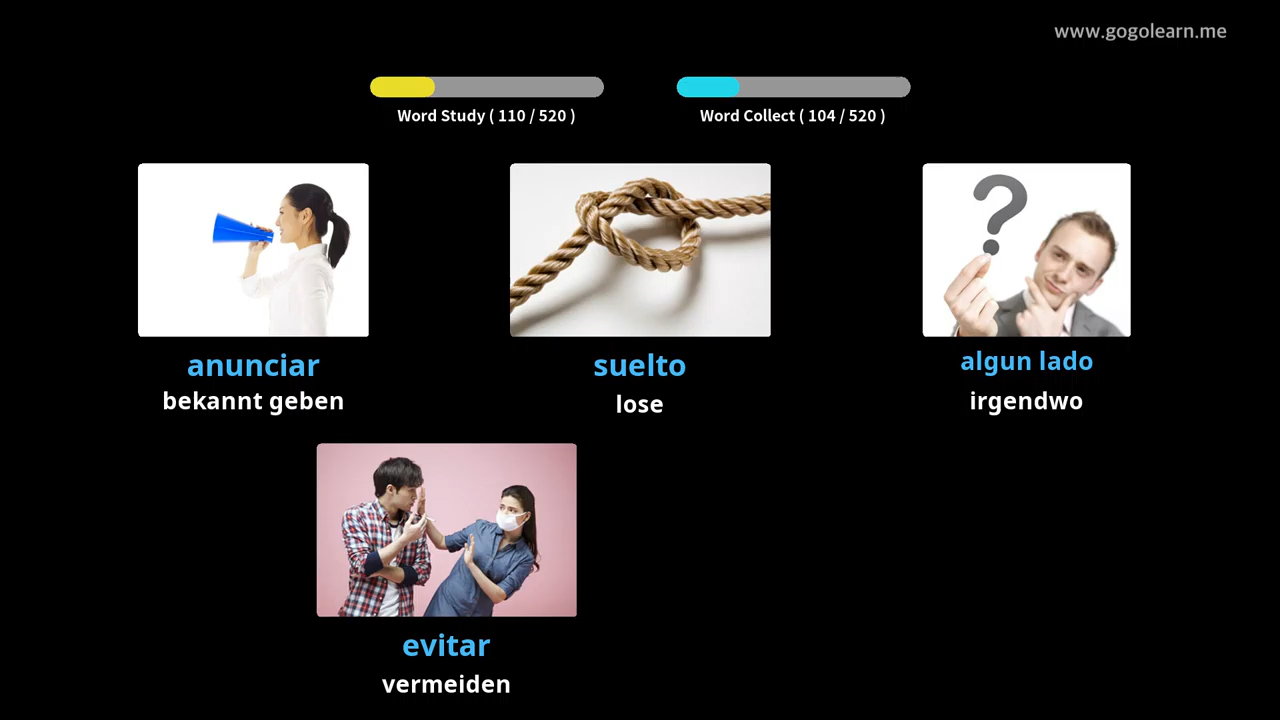 www.gogolearn.me
Word Study ( 110 / 520 )
Word Collect ( 104 / 520 )
anunciar
bekannt geben
suelto
lose
algun lado
irgendwo
evitar
vermeiden